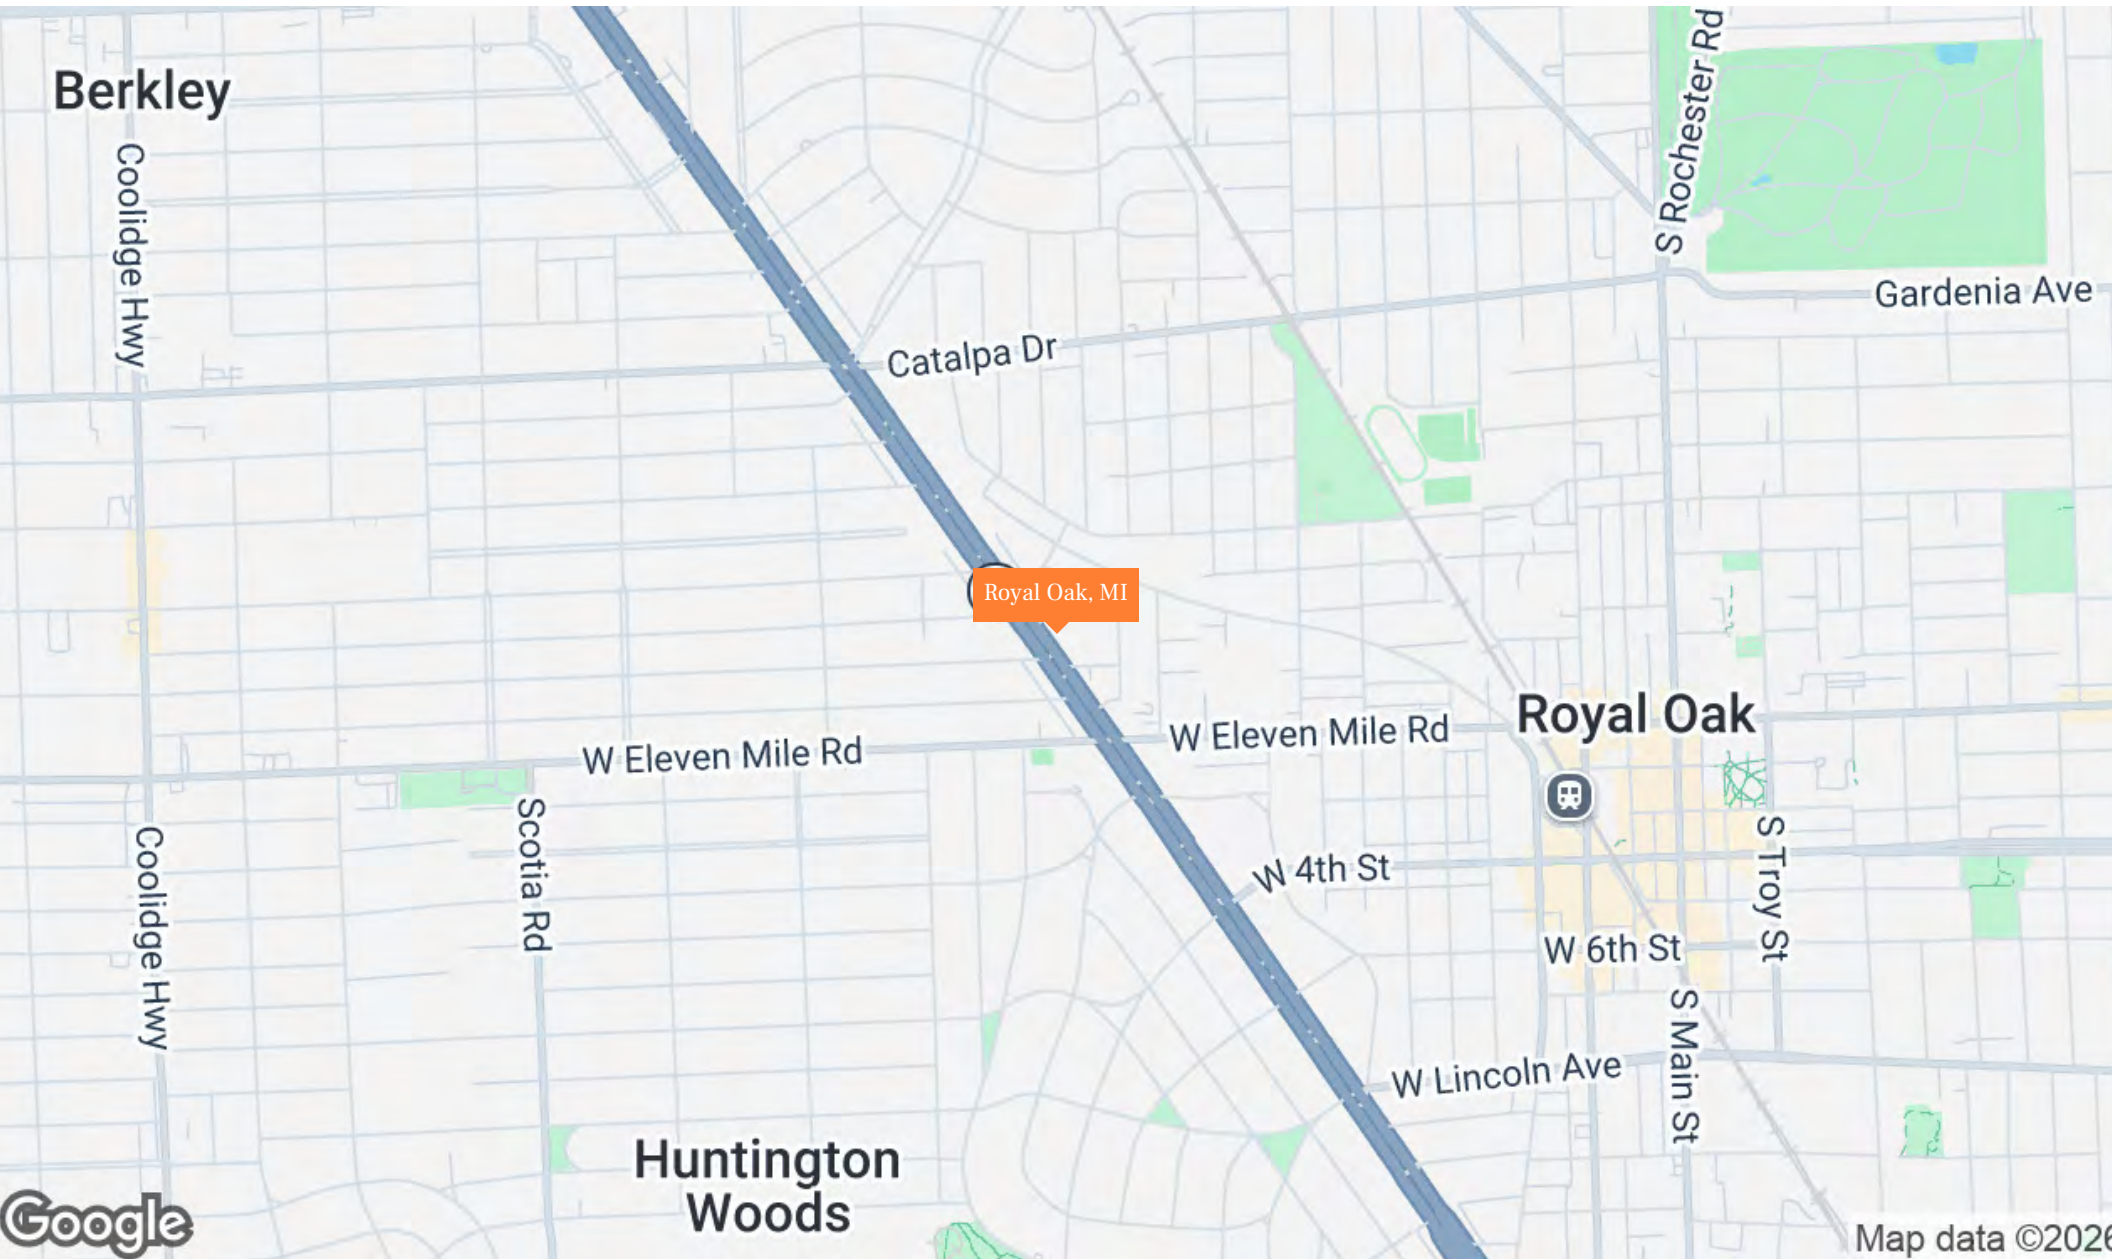 Berkley
S Rochester Rd
Coolidge Hwy
Gardenia Ave
Catalpa Dr
Royal Oak, MI
Royal Oak
W Eleven Mile Rd
W Eleven Mile Rd
Scotia Rd
Coolidge Hwy
W 4th St
S Troy St
W 6th St
S Main St
W Lincoln Ave
Huntington
Woods
Google
Map data ©2026